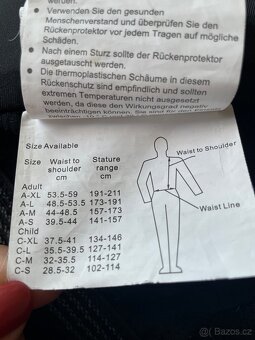 werden.
Verwenden Sie den gesunden
Menschenverstand und überprüfen Sie den
Rückenprotektor vor jedem Tragen auf mögliche
Schäden.
Nach einem Sturz sollte der Rückenprotektor
ausgetauscht werden.
Die thermoplastischen Schäume in diesem
Rückenschutz sind empfindlich und sollten
extremen Temperaturen nicht ausgesetzt
werden, da diese den Wirkungsgrad negativ
beeinträchtigen können. Sie
Size Available
Size Waist to shoulder cm Stature range cm
Adult
A-XL 53.5-59 191-211
A-L 48.5-53.5 173-191
A-M 44-48.5 157-173
A-S 39.5-44 141-157
Child
C-XL 37.5-41 134-146
C-L 35.5-39.5 127-141
C-M 32-35.5 114-127
C-S 28.5-32 102-114
Waist to Shoulder
Waist Line
sbazar.cz